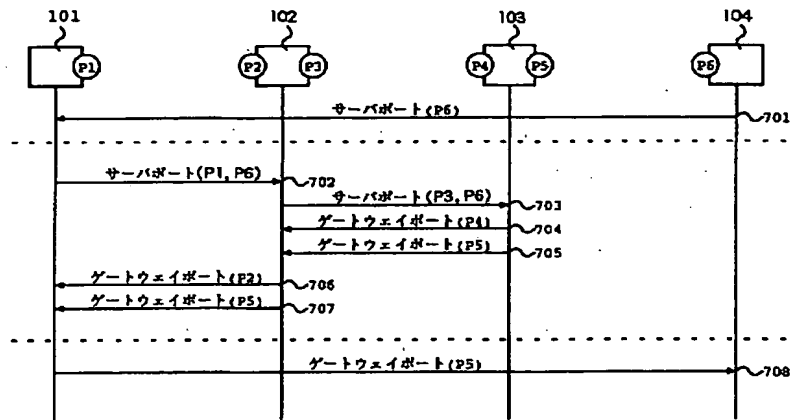 101
102
103
104
P1
P2
P3
P4
P5
P6
サーバポート(P6)
701
サーバポート(P1,P6)
702
サーバポート(P3,P6)
703
ゲートウェイポート(P4)
704
ゲートウェイポート(P5)
705
ゲートウェイポート(P2)
706
ゲートウェイポート(P5)
707
ゲートウェイポート(P5)
708